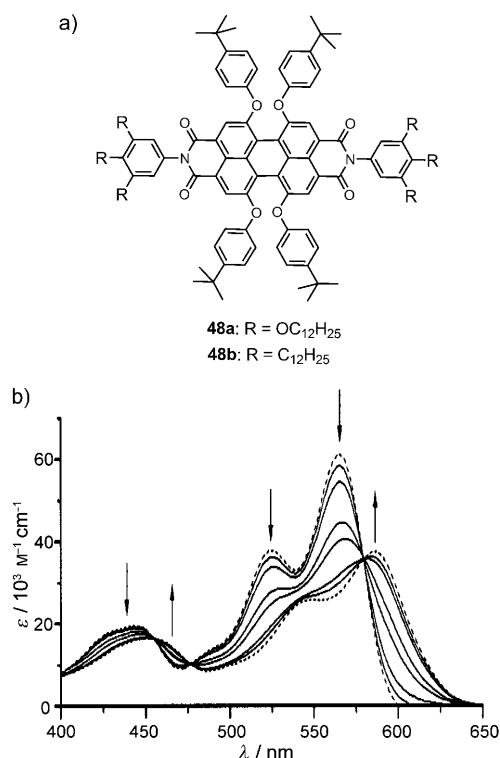 a)
R
R
R
O
O
N
O
O
O
O
N
O
O
R
R
R
48a: R = OC₁₂H₂₅
48b: R = C₁₂H₂₅
b)
60
40
20
0
ε / 10³ M⁻¹ cm⁻¹
400 450 500 550 600 650
λ / nm